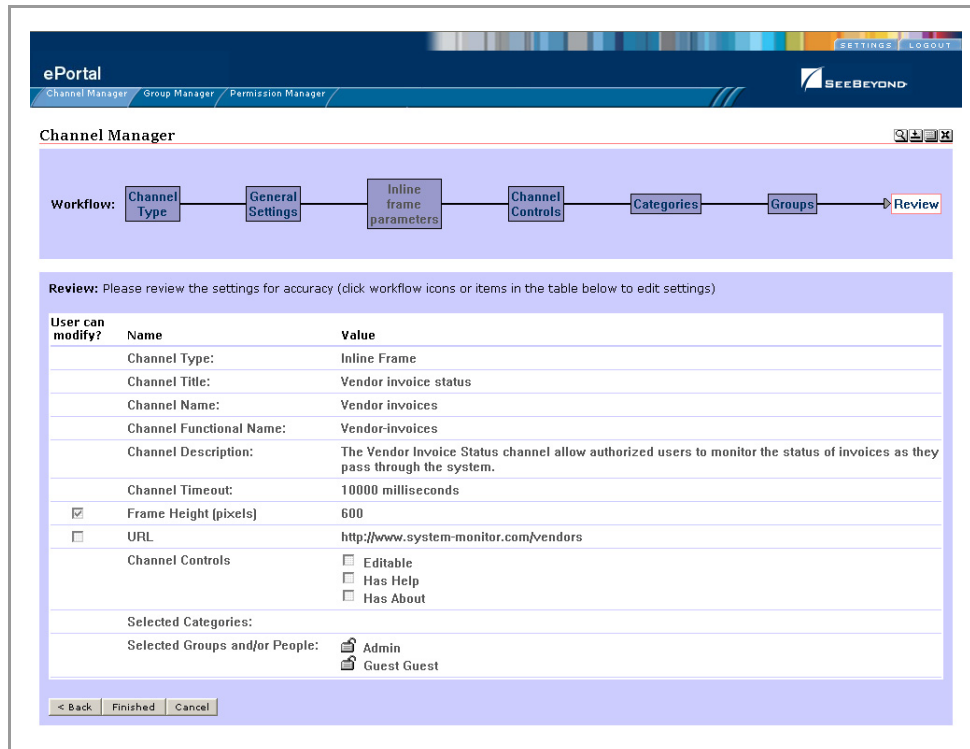 SETTINGS LOGOUT
ePortal
SEEBEYOND
Channel Manager Group Manager Permission Manager
Channel Manager
Workflow:
Channel
Type
General
Settings
Inline
frame
parameters
Channel
Controls
Categories
Groups
Review
Review: Please review the settings for accuracy (click workflow icons or items in the table below to edit settings)
User can
modify? Name Value
Channel Type: Inline Frame
Channel Title: Vendor invoice status
Channel Name: Vendor invoices
Channel Functional Name: Vendor-invoices
Channel Description: The Vendor Invoice Status channel allow authorized users to monitor the status of invoices as they
pass through the system.
Channel Timeout: 10000 milliseconds
Frame Height (pixels) 600
URL http://www.system-monitor.com/vendors
Channel Controls Editable
Has Help
Has About
Selected Categories:
Selected Groups and/or People: Admin
Guest Guest
< Back Finished Cancel